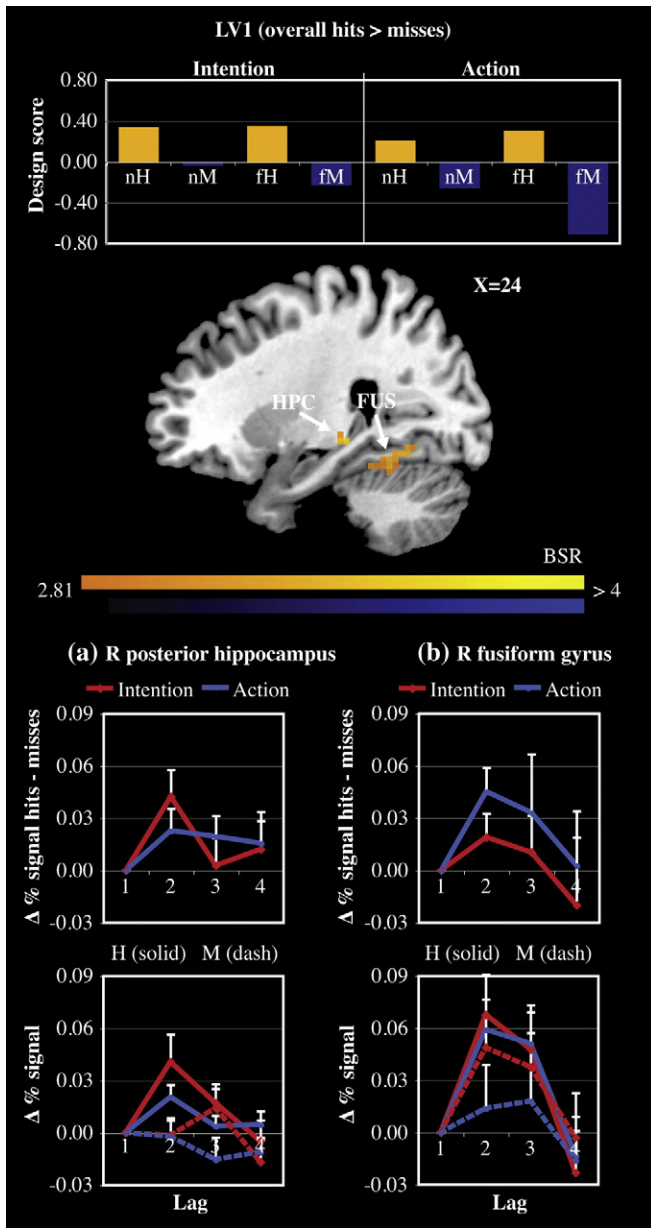 LV1 (overall hits > misses)
Intention Action
Design score
0.80
0.40
0.00
-0.40
-0.80
nH nM fH fM nH nM fH fM
X=24
HPC FUS
BSR
2.81 > 4
(a) R posterior hippocampus
Intention Action
Δ % signal hits - misses
0.09
0.06
0.03
0.00
-0.03
1 2 3 4
H (solid) M (dash)
Δ % signal
0.09
0.06
0.03
0.00
-0.03
1 2 3 4
Lag
(b) R fusiform gyrus
Intention Action
Δ % signal hits - misses
0.09
0.06
0.03
0.00
-0.03
1 2 3 4
H (solid) M (dash)
Δ % signal
0.09
0.06
0.03
0.00
-0.03
1 2 3 4
Lag